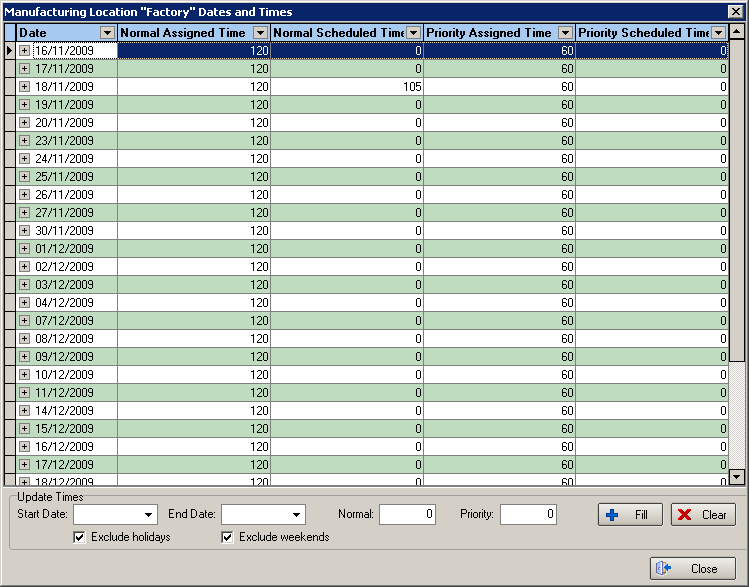 Manufacturing Location "Factory" Dates and Times
Date Normal Assigned Time Normal Scheduled Time Priority Assigned Time Priority Scheduled Time
16/11/2009 120 0 60 0
17/11/2009 120 0 60 0
18/11/2009 120 105 60 0
19/11/2009 120 0 60 0
20/11/2009 120 0 60 0
23/11/2009 120 0 60 0
24/11/2009 120 0 60 0
25/11/2009 120 0 60 0
26/11/2009 120 0 60 0
27/11/2009 120 0 60 0
30/11/2009 120 0 60 0
01/12/2009 120 0 60 0
02/12/2009 120 0 60 0
03/12/2009 120 0 60 0
04/12/2009 120 0 60 0
07/12/2009 120 0 60 0
08/12/2009 120 0 60 0
09/12/2009 120 0 60 0
10/12/2009 120 0 60 0
11/12/2009 120 0 60 0
14/12/2009 120 0 60 0
15/12/2009 120 0 60 0
16/12/2009 120 0 60 0
17/12/2009 120 0 60 0
18/12/2009 120 0 60 0
Update Times
Start Date: End Date: Normal: 0 Priority: 0 Fill Clear
Exclude holidays Exclude weekends
Close